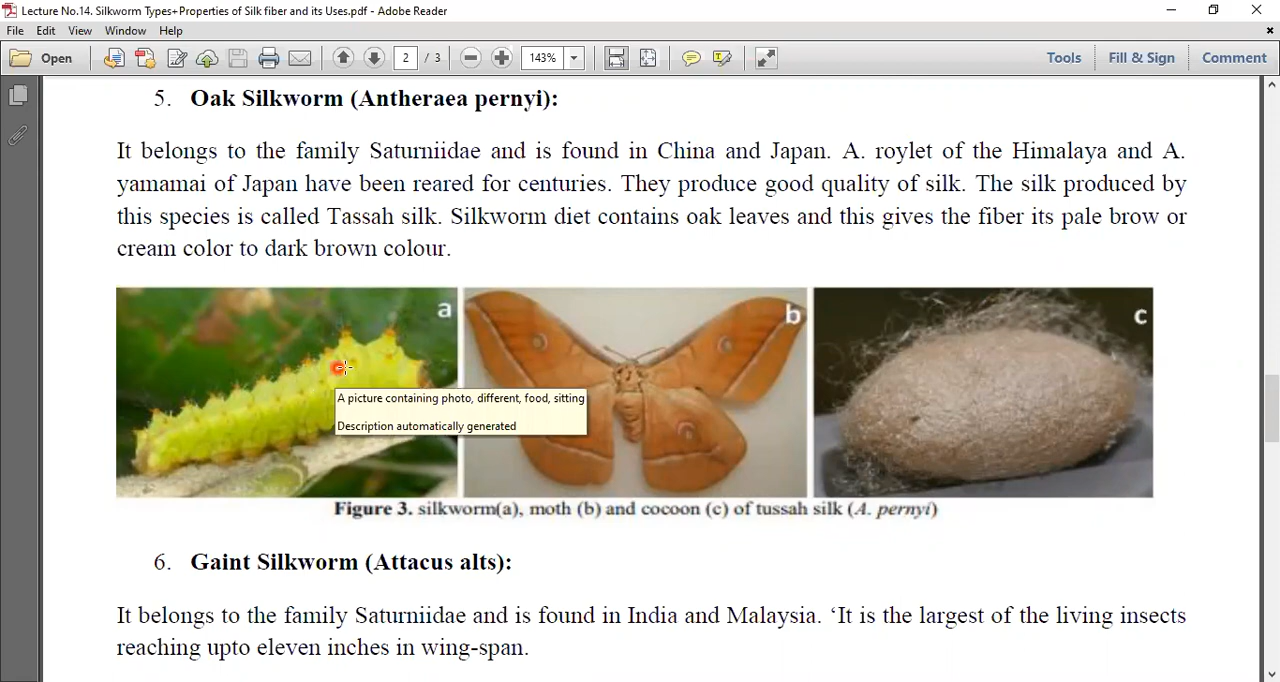 Lecture No.14. Silkworm Types+Properties of Silk fiber and its Uses.pdf - Adobe Reader
File Edit View Window Help
Open 2 / 3 143% Tools Fill & Sign Comment
5. Oak Silkworm (Antheraea pernyi):
It belongs to the family Saturniidae and is found in China and Japan. A. roylet of the Himalaya and A.
yamamai of Japan have been reared for centuries. They produce good quality of silk. The silk produced by
this species is called Tassah silk. Silkworm diet contains oak leaves and this gives the fiber its pale brow or
cream color to dark brown colour.
a b c
A picture containing photo, different, food, sitting
Description automatically generated
Figure 3. silkworm(a), moth (b) and cocoon (c) of tussah silk (A. pernyi)
6. Gaint Silkworm (Attacus alts):
It belongs to the family Saturniidae and is found in India and Malaysia. ‘It is the largest of the living insects
reaching upto eleven inches in wing-span.